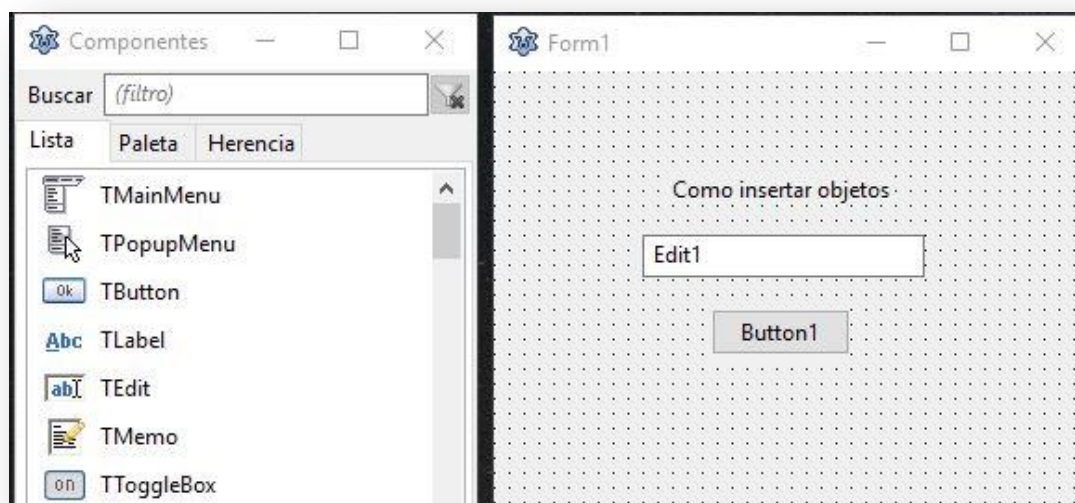 Componentes
Buscar (filtro)
Lista Paleta Herencia
TMainMenu
TPopupMenu
Ok TButton
Abc TLabel
ab TEdit
TMemo
on TToggleBox
Form1
Como insertar objetos
Edit1
Button1